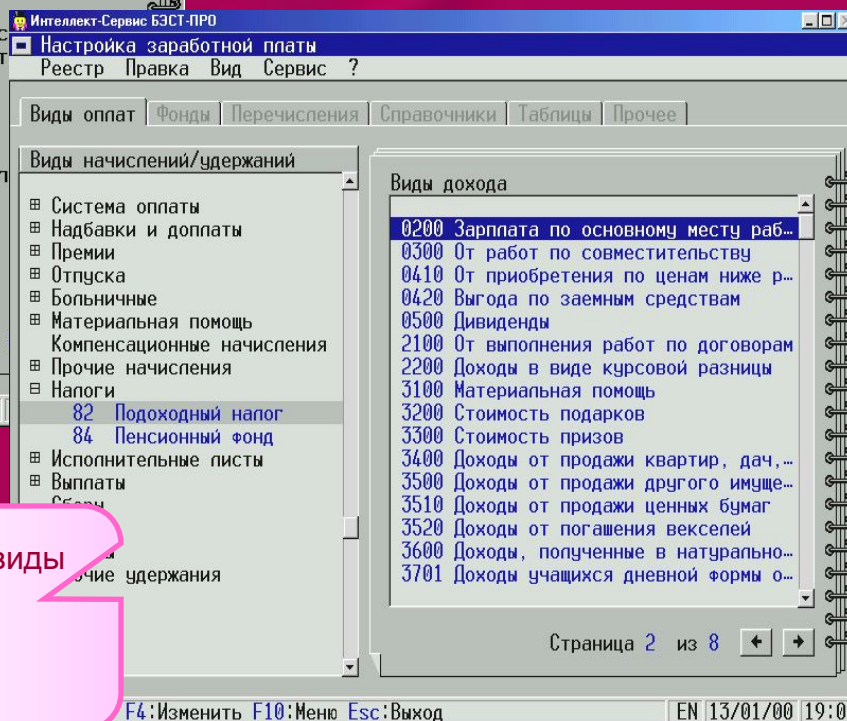 Интеллект-Сервис БЭСТ-ПРО
Настройка заработной платы
Реестр Правка Вид Сервис ?
Виды оплат Фонды Перечисления Справочники Таблицы Прочее
Виды начислений/удержаний
Система оплаты
Надбавки и доплаты
Премии
Отпуска
Больничные
Материальная помощь
Компенсационные начисления
Прочие начисления
Налоги
82 Подоходный налог
84 Пенсионный фонд
Исполнительные листы
Выплаты
удержания
виды
Виды дохода
0200 Зарплата по основному месту раб…
0300 От работ по совместительству
0410 От приобретения по ценам ниже р…
0420 Выгода по заемным средствам
0500 Дивиденды
2100 От выполнения работ по договорам
2200 Доходы в виде курсовой разницы
3100 Материальная помощь
3200 Стоимость подарков
3300 Стоимость призов
3400 Доходы от продажи квартир, дач,…
3500 Доходы от продажи другого имуще…
3510 Доходы от продажи ценных бумаг
3520 Доходы от погашения векселей
3600 Доходы, полученные в натурально…
3701 Доходы учащихся дневной формы о…
Страница 2 из 8
F4:Изменить F10:Меню Esc:Выход EN 13/01/00 19:0